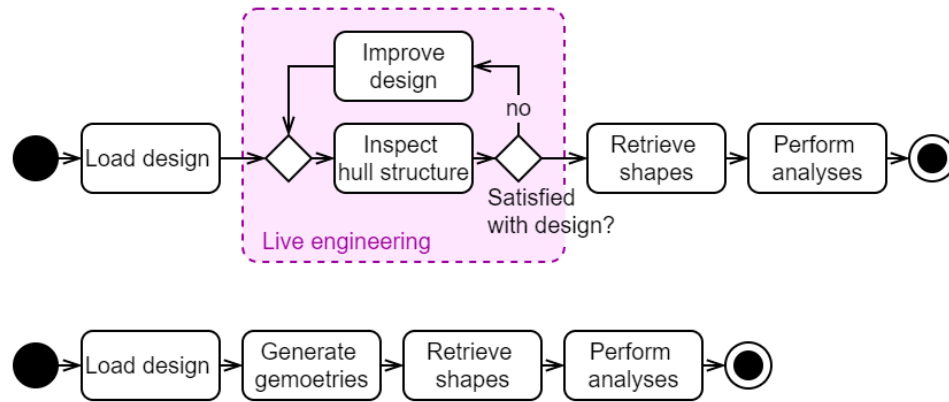 Improve
design
no
Load design
Inspect
hull structure
Retrieve
shapes
Perform
analyses
Satisfied
with design?
Live engineering
Load design
Generate
gemoetries
Retrieve
shapes
Perform
analyses